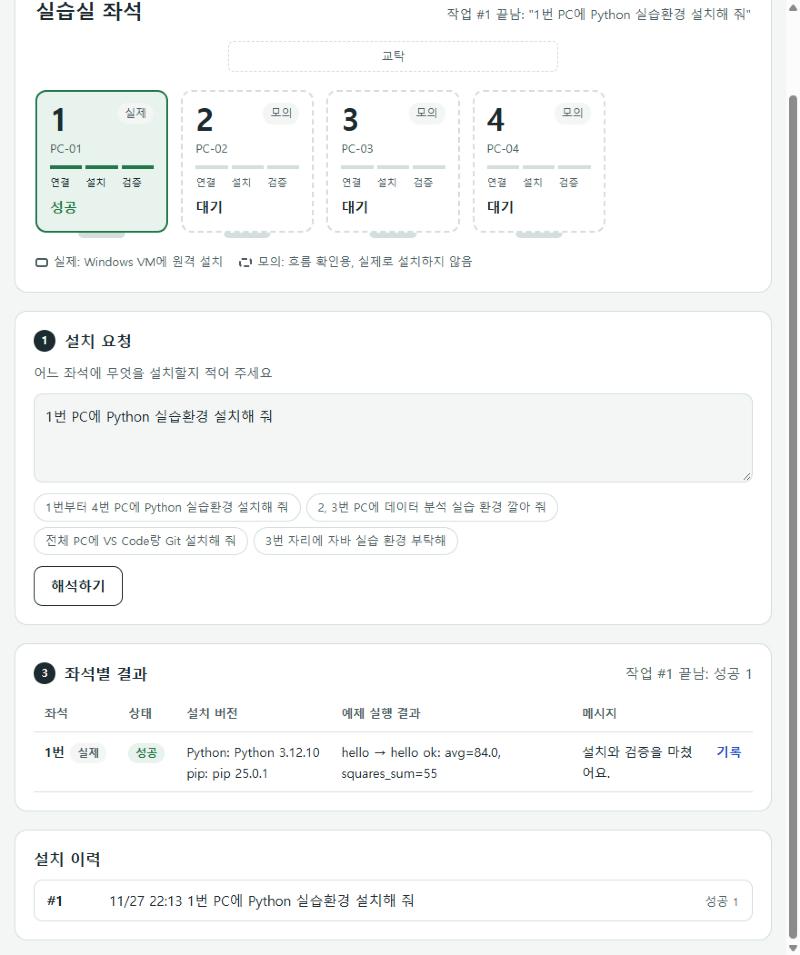 실습실 좌석
작업 #1 끝남: "1번 PC에 Python 실습환경 설치해 줘"
교탁
1 실제
PC-01
연결 설치 검증
성공
2 모의
PC-02
연결 설치 검증
대기
3 모의
PC-03
연결 설치 검증
대기
4 모의
PC-04
연결 설치 검증
대기
실제: Windows VM에 원격 설치 모의: 흐름 확인용, 실제로 설치하지 않음
1 설치 요청
어느 좌석에 무엇을 설치할지 적어 주세요
1번 PC에 Python 실습환경 설치해 줘
1번부터 4번 PC에 Python 실습환경 설치해 줘
2, 3번 PC에 데이터 분석 실습 환경 깔아 줘
전체 PC에 VS Code랑 Git 설치해 줘
3번 자리에 자바 실습 환경 부탁해
해석하기
3 좌석별 결과
작업 #1 끝남: 성공 1
좌석 상태 설치 버전 예제 실행 결과 메시지
1번 실제 성공 Python: Python 3.12.10 hello → hello ok: avg=84.0, 설치와 검증을 마쳤 기록
pip: pip 25.0.1 squares_sum=55 어요.
설치 이력
#1 11/27 22:13 1번 PC에 Python 실습환경 설치해 줘 성공 1